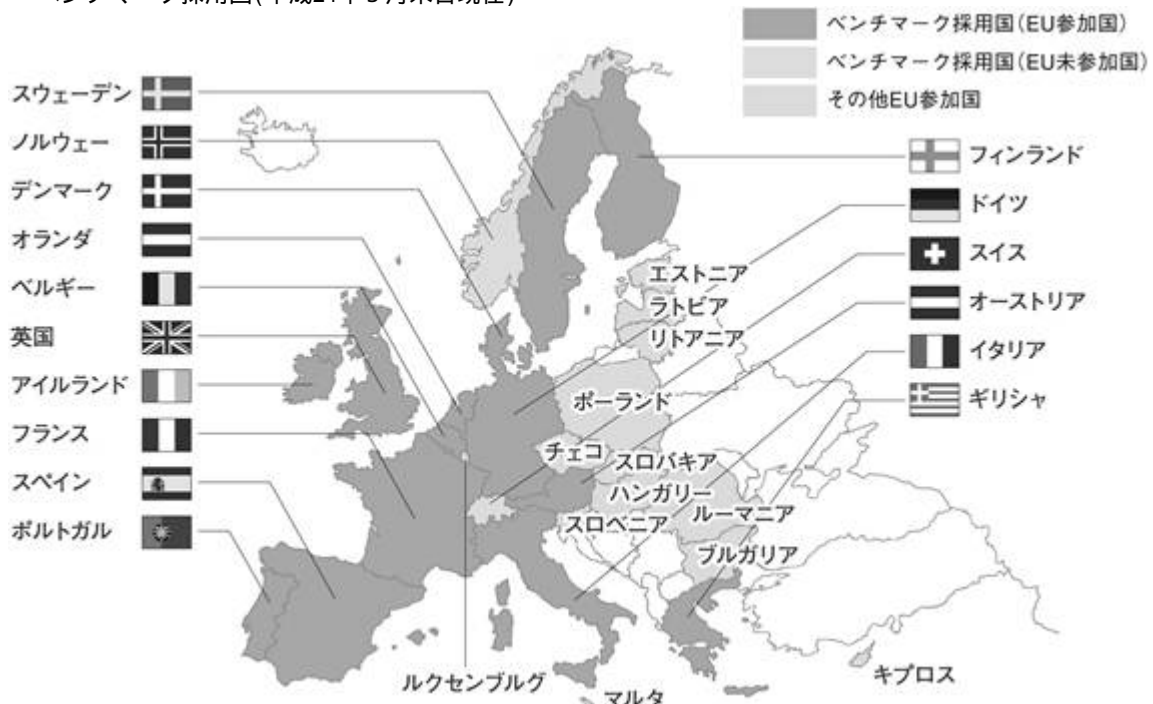 ベンチマーク採用国(EU参加国)
ベンチマーク採用国(EU未参加国)
その他EU参加国
スウェーデン
ノルウェー
デンマーク
オランダ
ベルギー
英国
アイルランド
フランス
スペイン
ポルトガル
フィンランド
ドイツ
スイス
オーストリア
イタリア
ギリシャ
エストニア
ラトビア
リトアニア
ポーランド
チェコ
スロバキア
ハンガリー
スロベニア
ルーマニア
ブルガリア
ルクセンブルグ
マルタ
キプロス